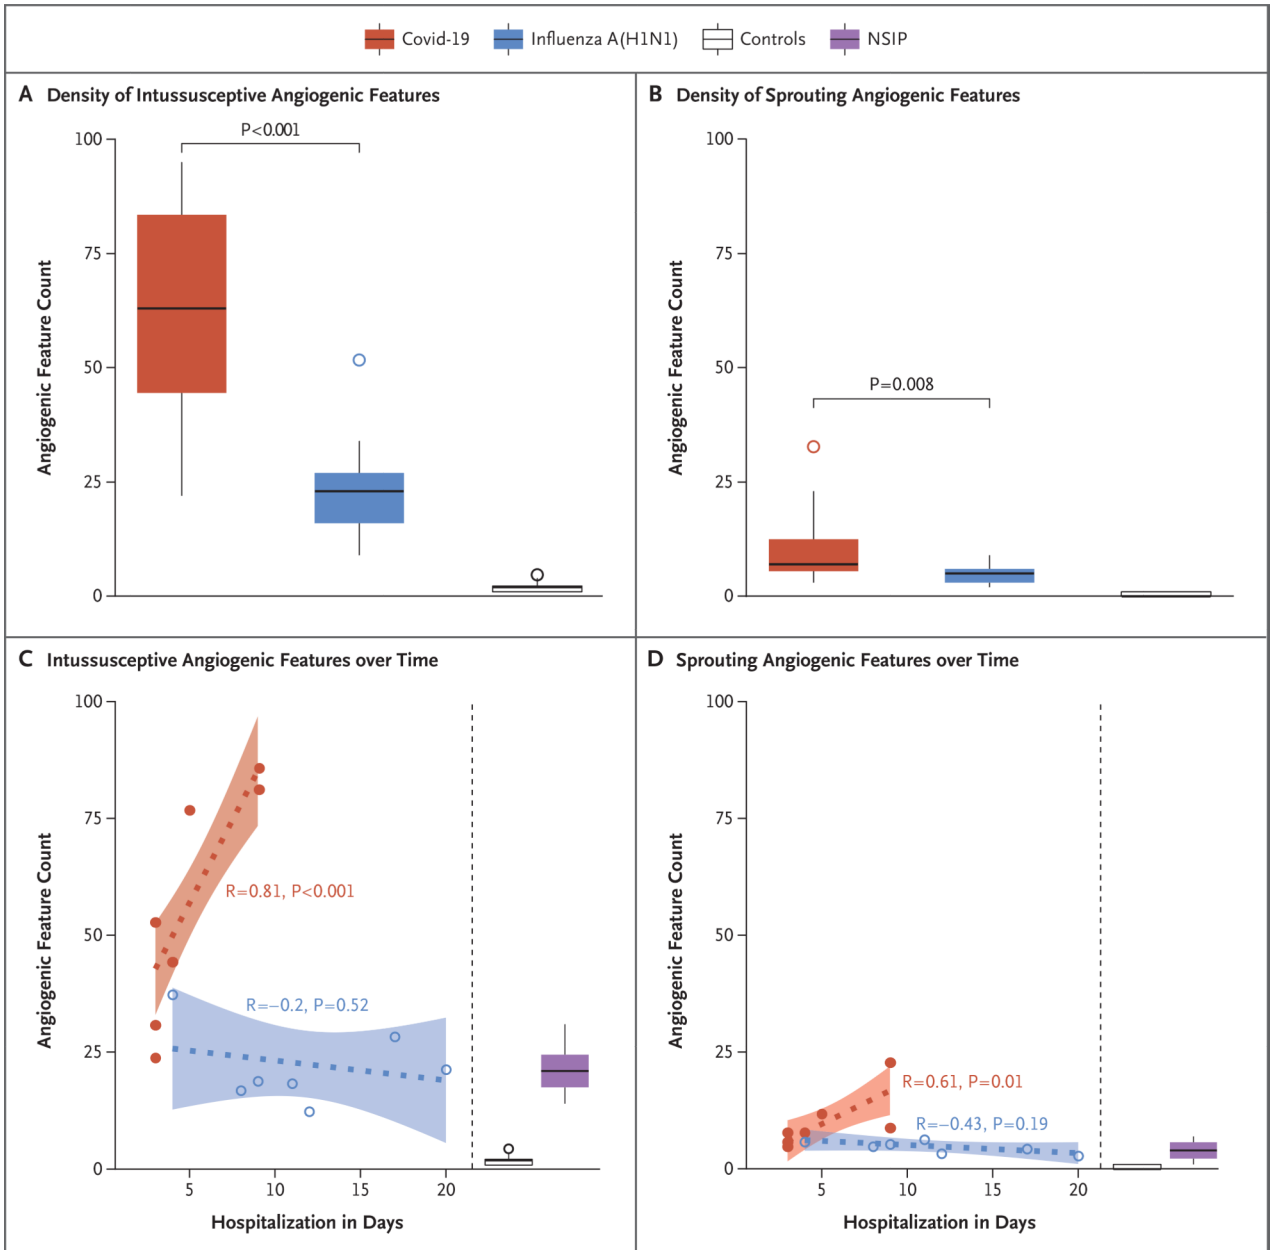 Covid-19 Influenza A(H1N1) Controls NSIP
A Density of Intussusceptive Angiogenic Features
P<0.001
100
75
50
25
0
Angiogenic Feature Count
B Density of Sprouting Angiogenic Features
P=0.008
100
75
50
25
0
Angiogenic Feature Count
C Intussusceptive Angiogenic Features over Time
100
75
50
25
0
Angiogenic Feature Count
R=0.81, P<0.001
R=−0.2, P=0.52
5 10 15 20
Hospitalization in Days
D Sprouting Angiogenic Features over Time
100
75
50
25
0
Angiogenic Feature Count
R=0.61, P=0.01
R=−0.43, P=0.19
5 10 15 20
Hospitalization in Days